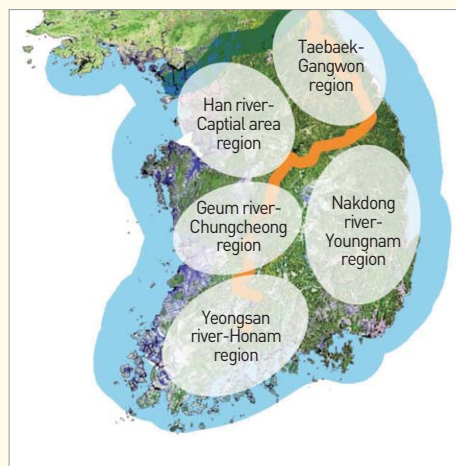 Taebaek-
Gangwon
region
Han river-
Captial area
region
Geum river-
Chungcheong
region
Nakdong
river-
Youngnam
region
Yeongsan
river-Honam
region